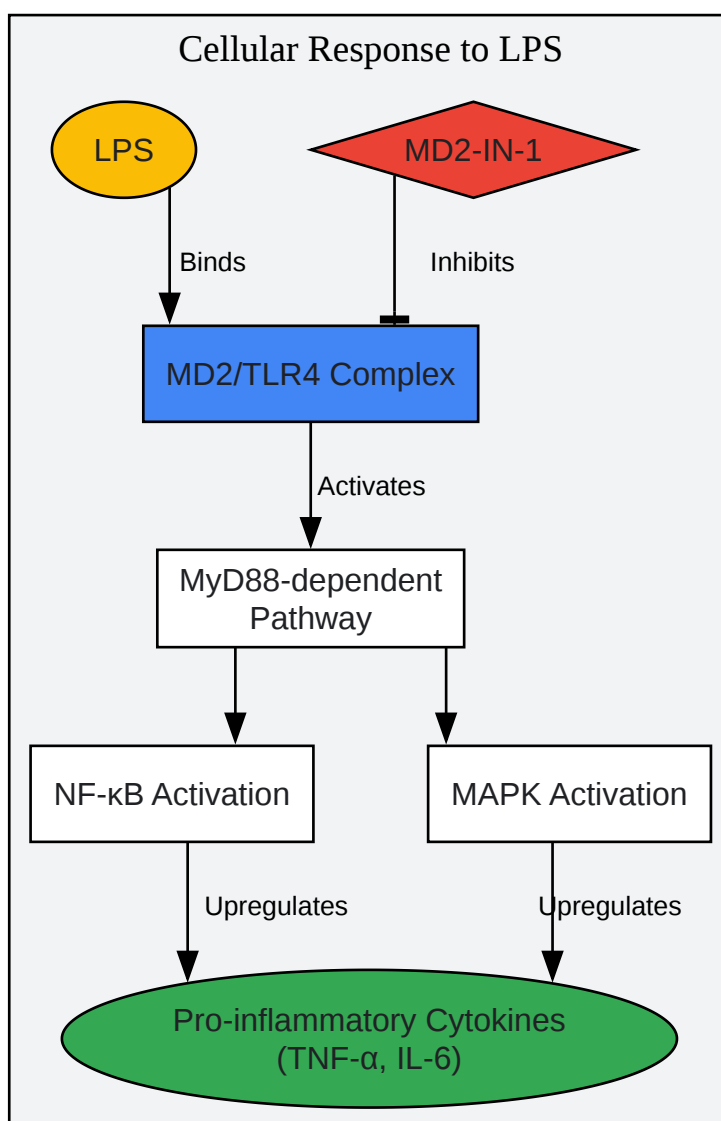 Cellular Response to LPS
LPS
MD2-IN-1
Binds
Inhibits
MD2/TLR4 Complex
Activates
MyD88-dependent
Pathway
NF-κB Activation
MAPK Activation
Upregulates
Upregulates
Pro-inflammatory Cytokines
(TNF-α, IL-6)